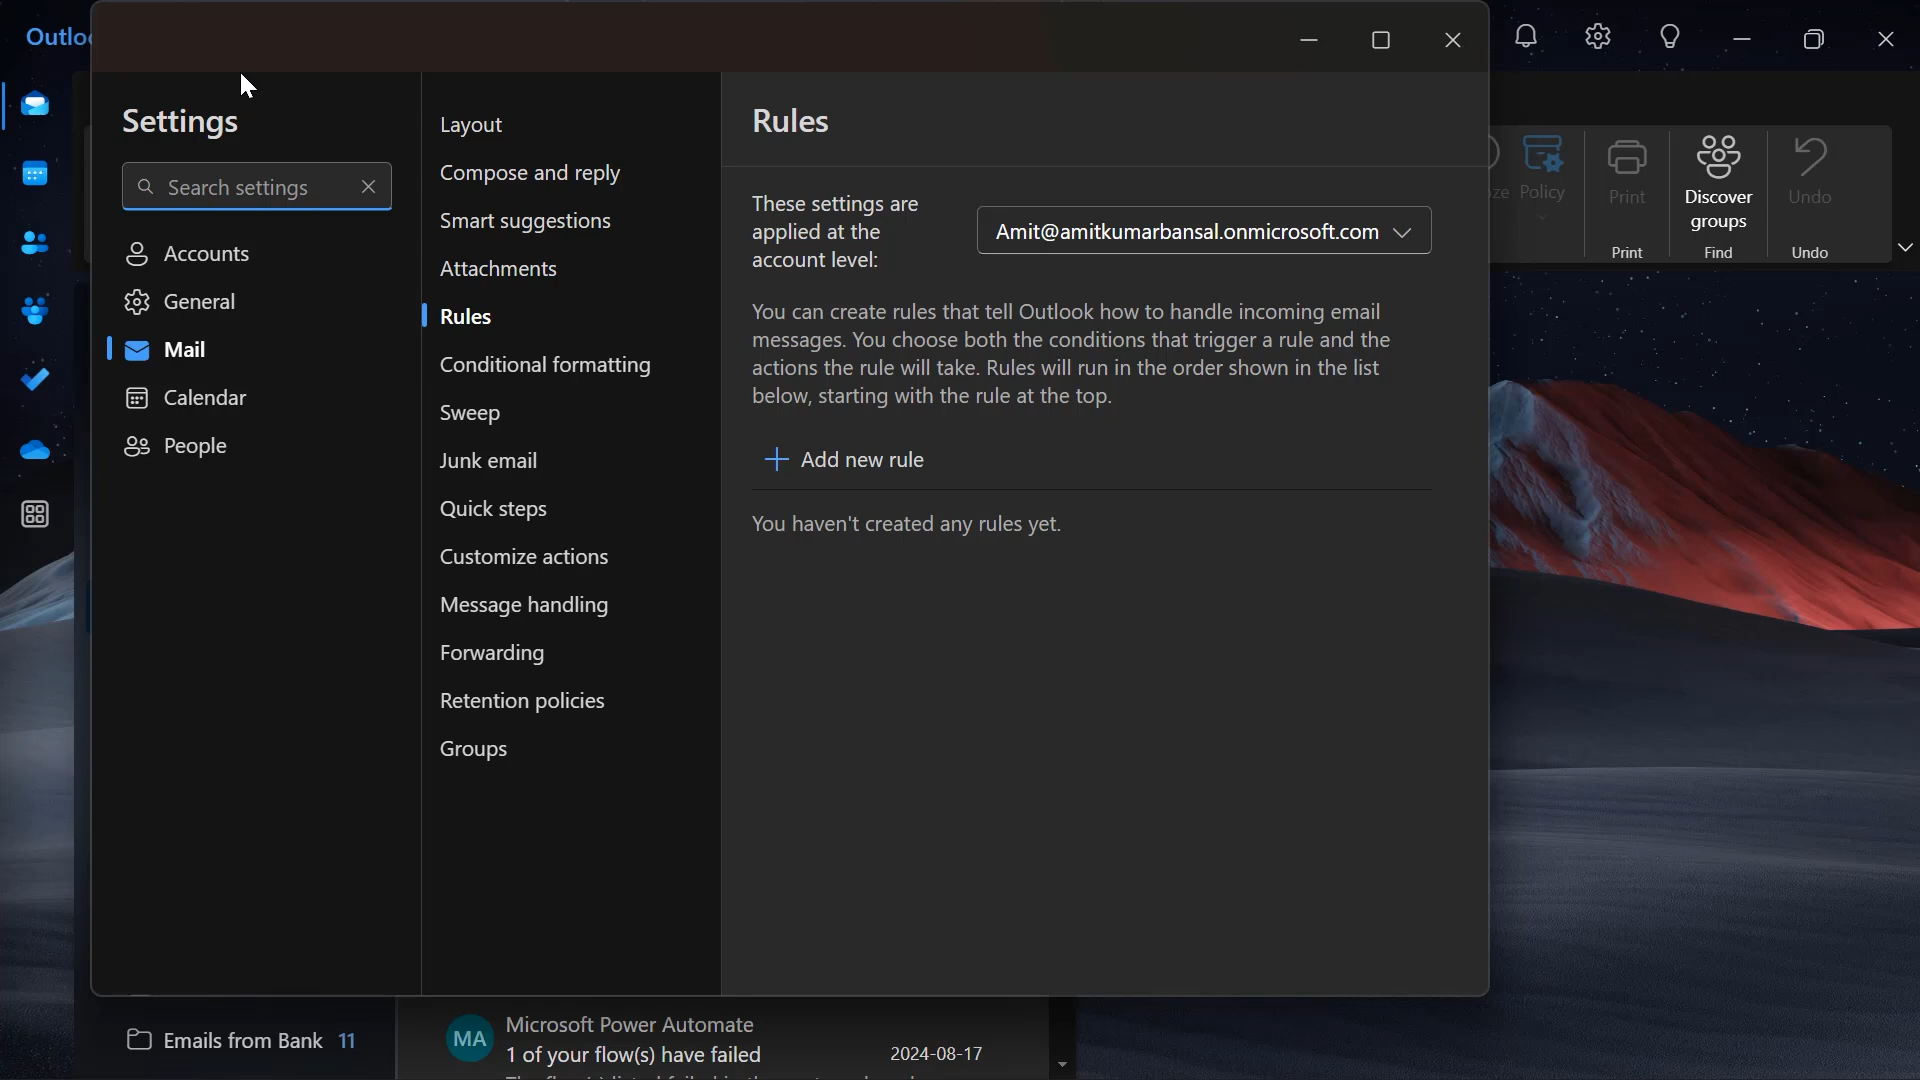 Outlo
Settings
Search settings
Accounts
General
Mail
Calendar
People
Layout
Compose and reply
Smart suggestions
Attachments
Rules
Conditional formatting
Sweep
Junk email
Quick steps
Customize actions
Message handling
Forwarding
Retention policies
Groups
Rules
These settings are
applied at the
account level:
Amit@amitkumarbansal.onmicrosoft.com
You can create rules that tell Outlook how to handle incoming email
messages. You choose both the conditions that trigger a rule and the
actions the rule will take. Rules will run in the order shown in the list
below, starting with the rule at the top.
Add new rule
You haven't created any rules yet.
ze
Policy
Print
Print
Discover
groups
Find
Undo
Undo
Emails from Bank 11
MA
Microsoft Power Automate
1 of your flow(s) have failed
2024-08-17